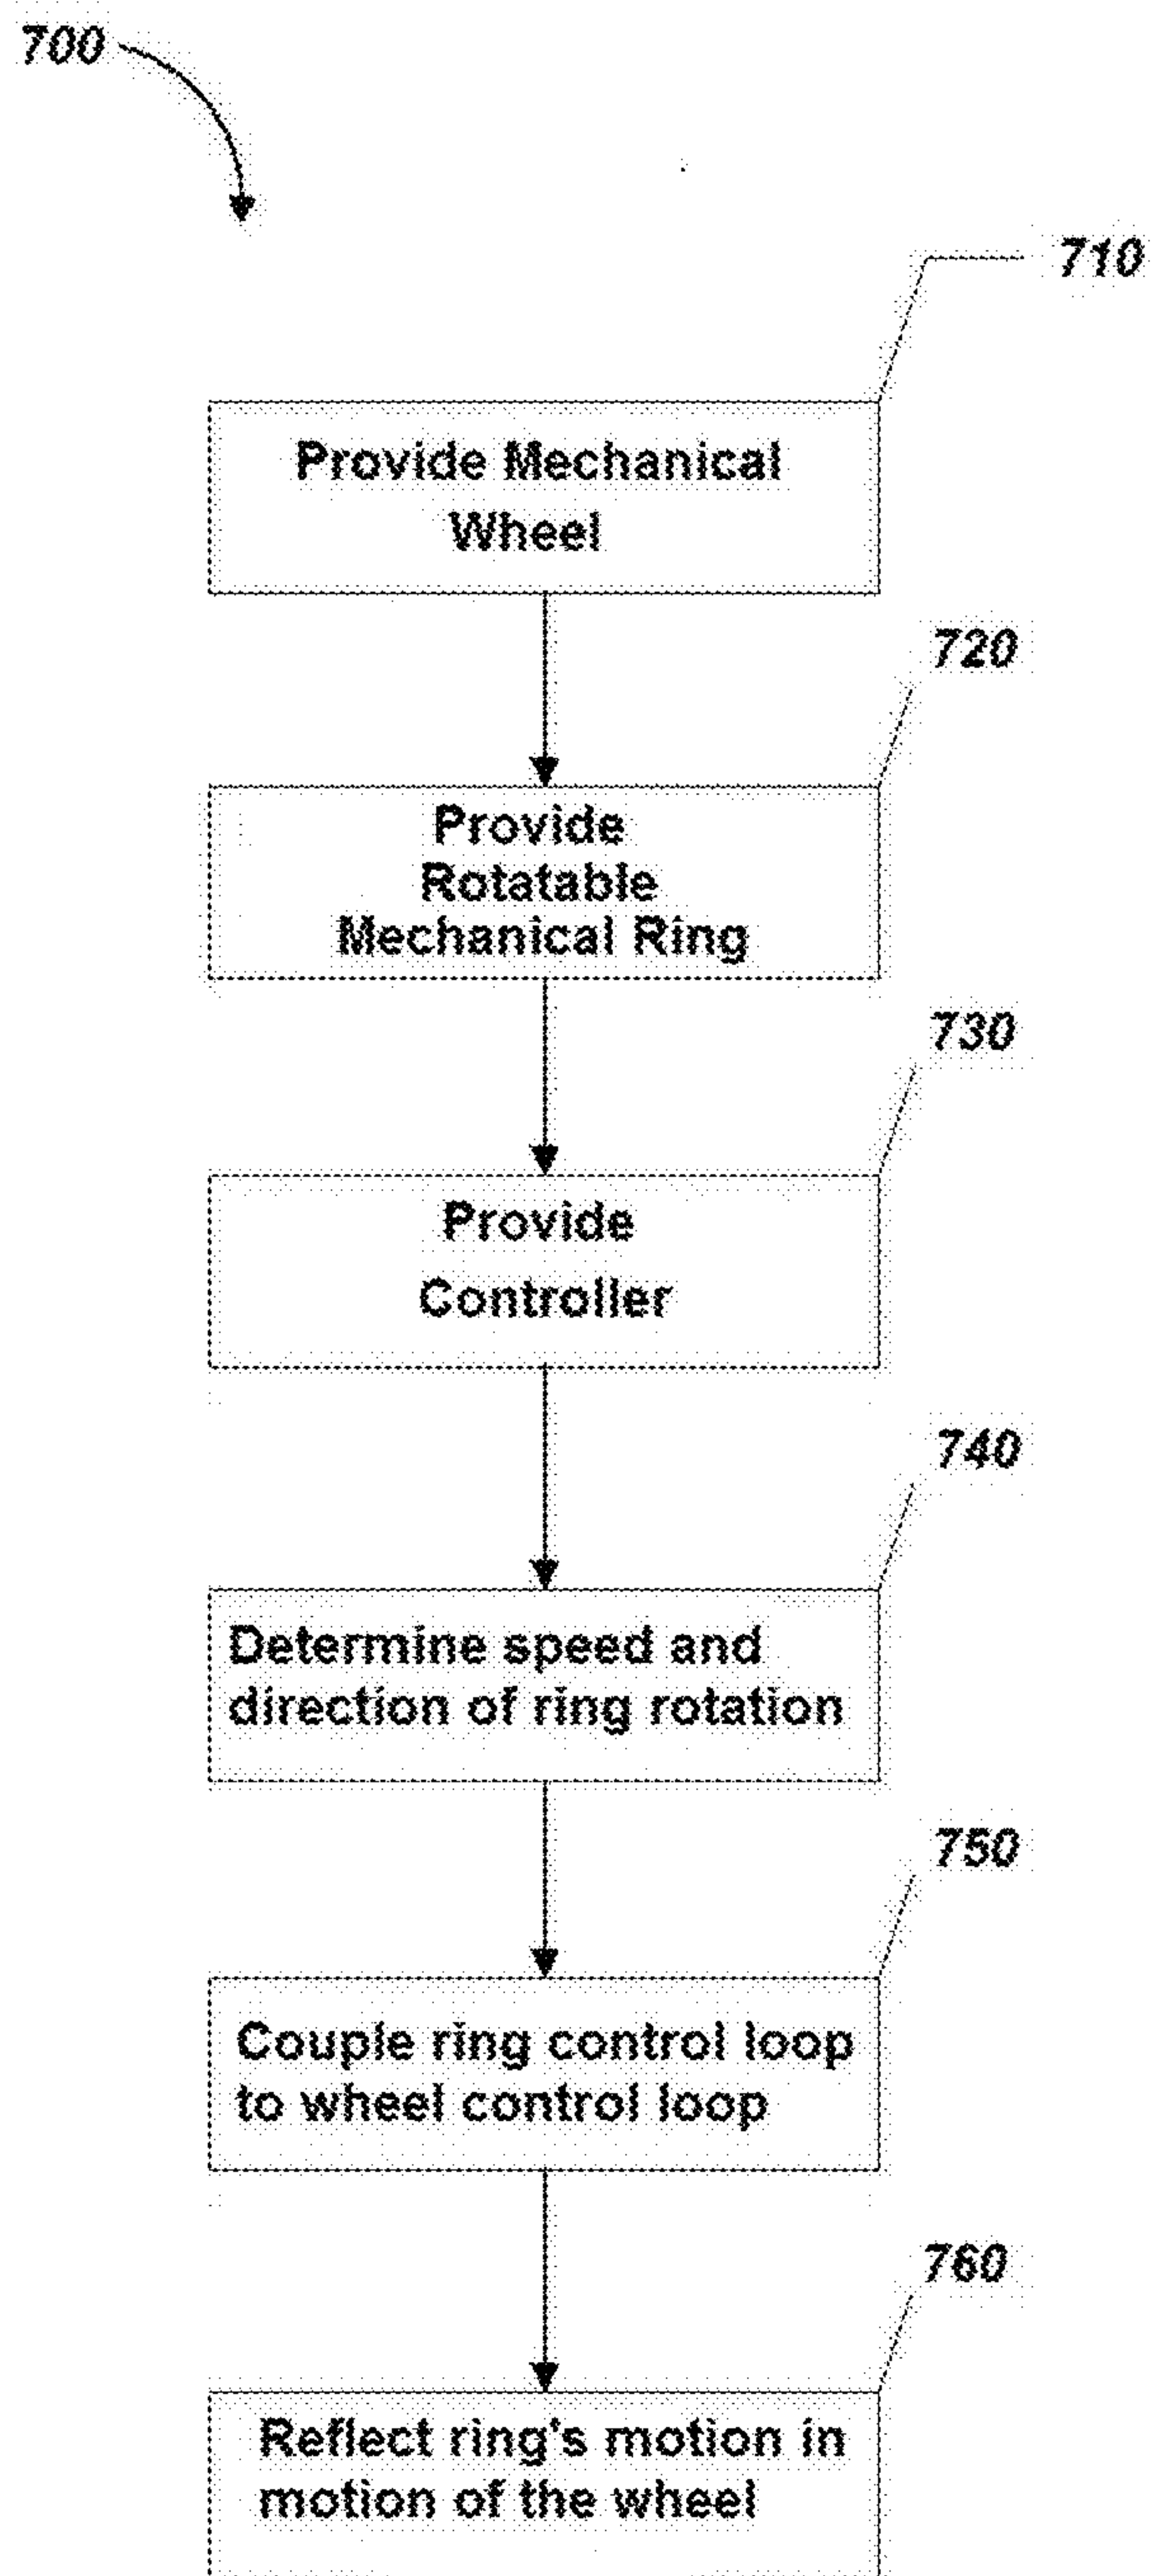 700
710
Provide Mechanical
Wheel
720
Provide
Rotatable
Mechanical Ring
730
Provide
Controller
740
Determine speed and
direction of ring rotation
750
Couple ring control loop
to wheel control loop
760
Reflect ring's motion in
motion of the wheel